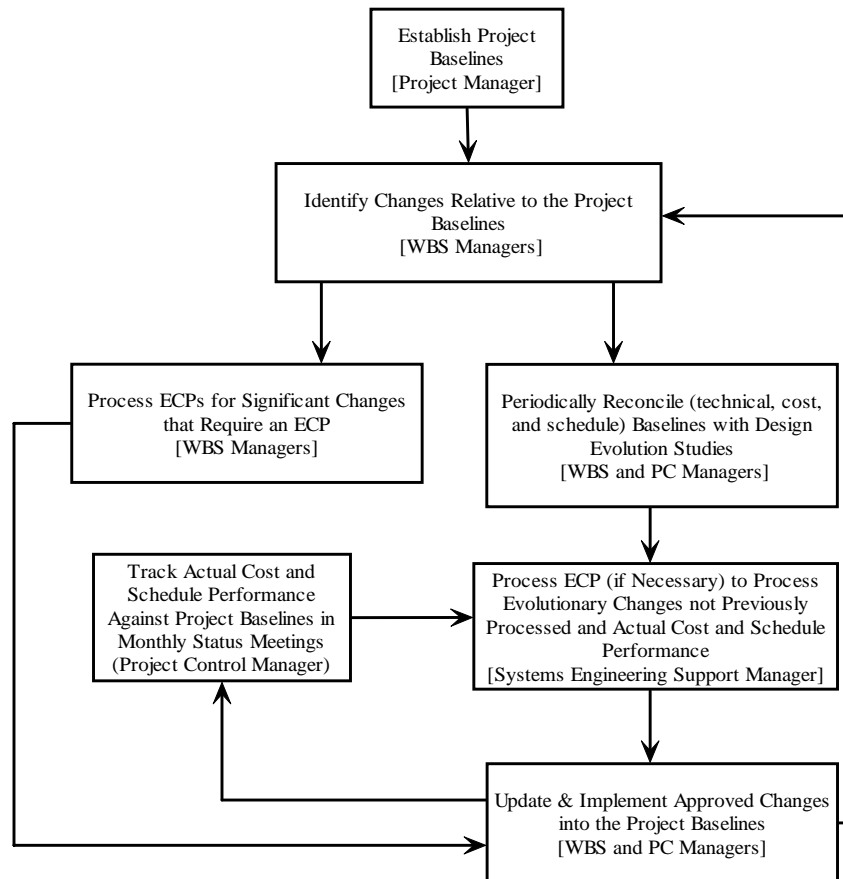 Establish Project
Baselines
[Project Manager]
Identify Changes Relative to the Project
Baselines
[WBS Managers]
Process ECPs for Significant Changes
that Require an ECP
[WBS Managers]
Periodically Reconcile (technical, cost,
and schedule) Baselines with Design
Evolution Studies
[WBS and PC Managers]
Track Actual Cost and
Schedule Performance
Against Project Baselines in
Monthly Status Meetings
(Project Control Manager)
Process ECP (if Necessary) to Process
Evolutionary Changes not Previously
Processed and Actual Cost and Schedule
Performance
[Systems Engineering Support Manager]
Update & Implement Approved Changes
into the Project Baselines
[WBS and PC Managers]